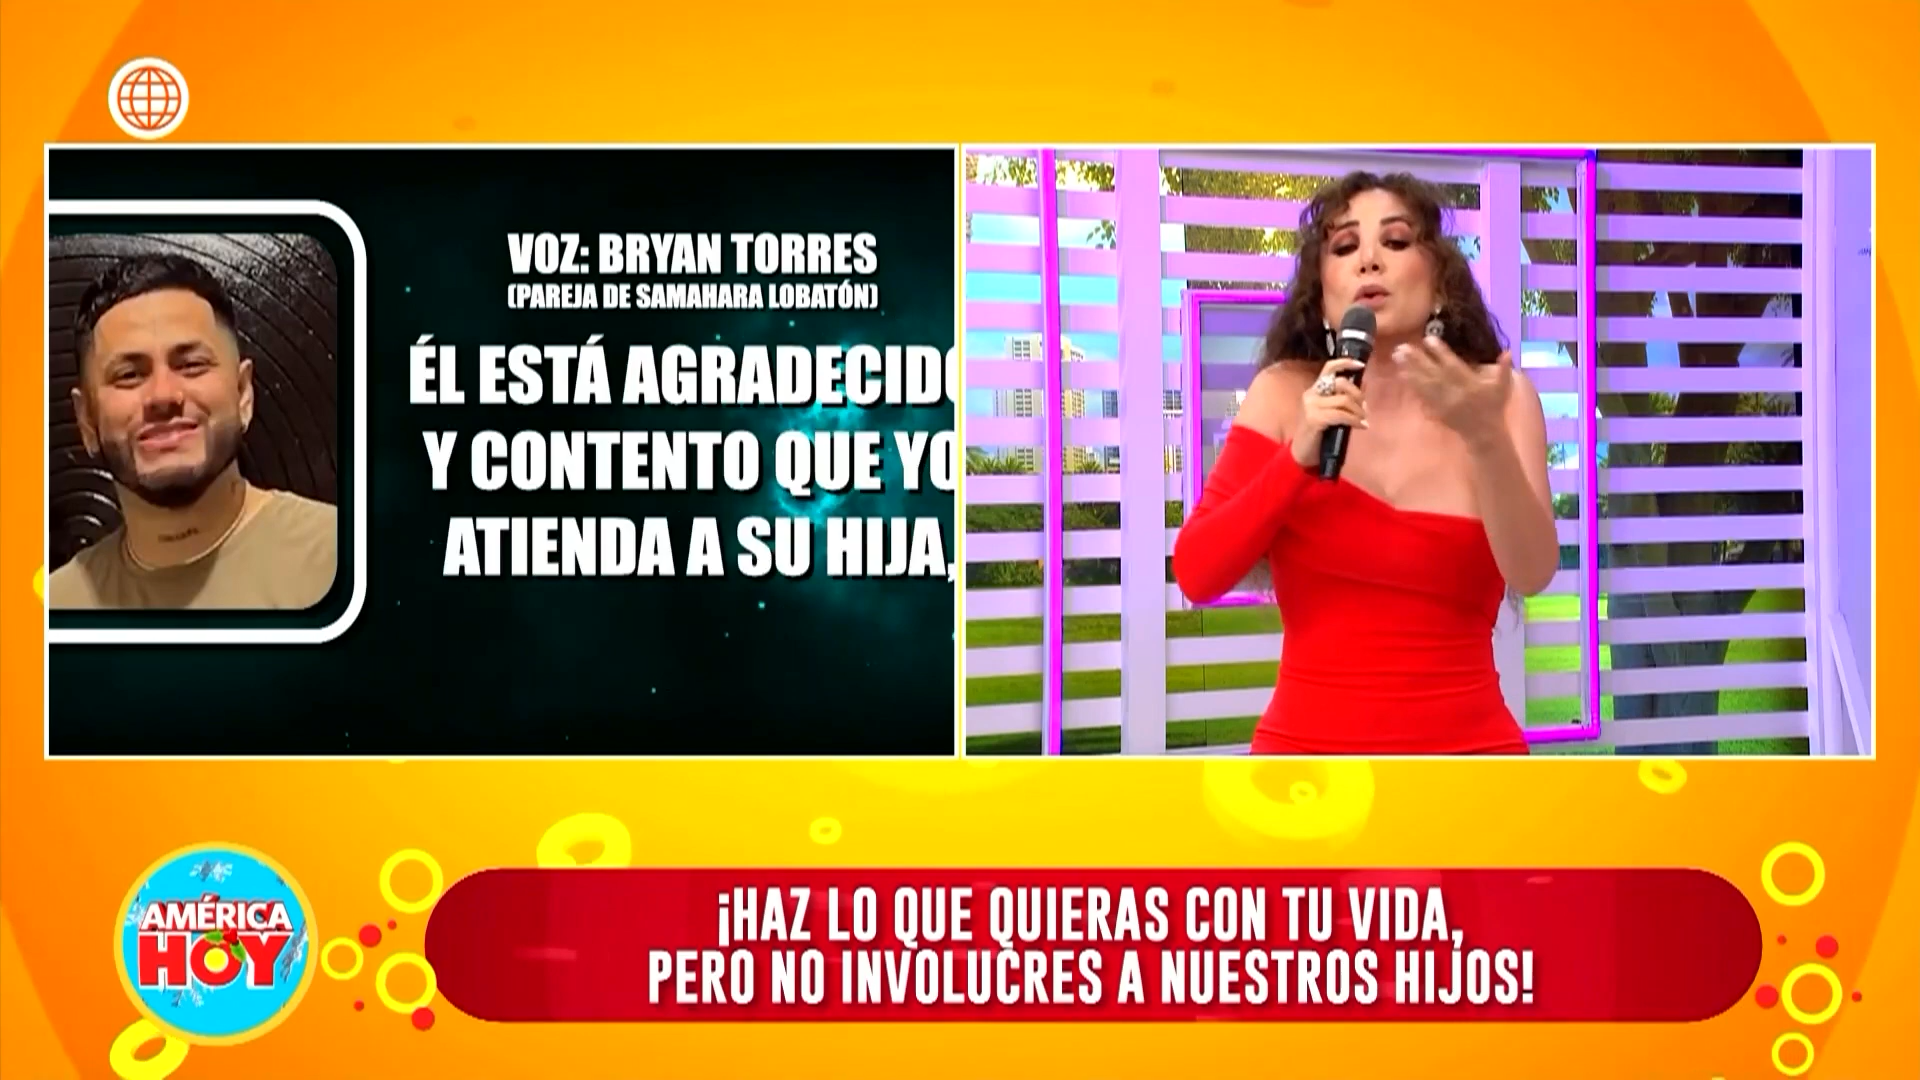 VOZ: BRYAN TORRES
(PAREJA DE SAMAHARA LOBATÓN)
ÉL ESTÁ AGRADECIDO
Y CONTENTO QUE YO
ATIENDA A SU HIJA,
AMÉRICA
HOY
¡HAZ LO QUE QUIERAS CON TU VIDA,
PERO NO INVOLUCRES A NUESTROS HIJOS!